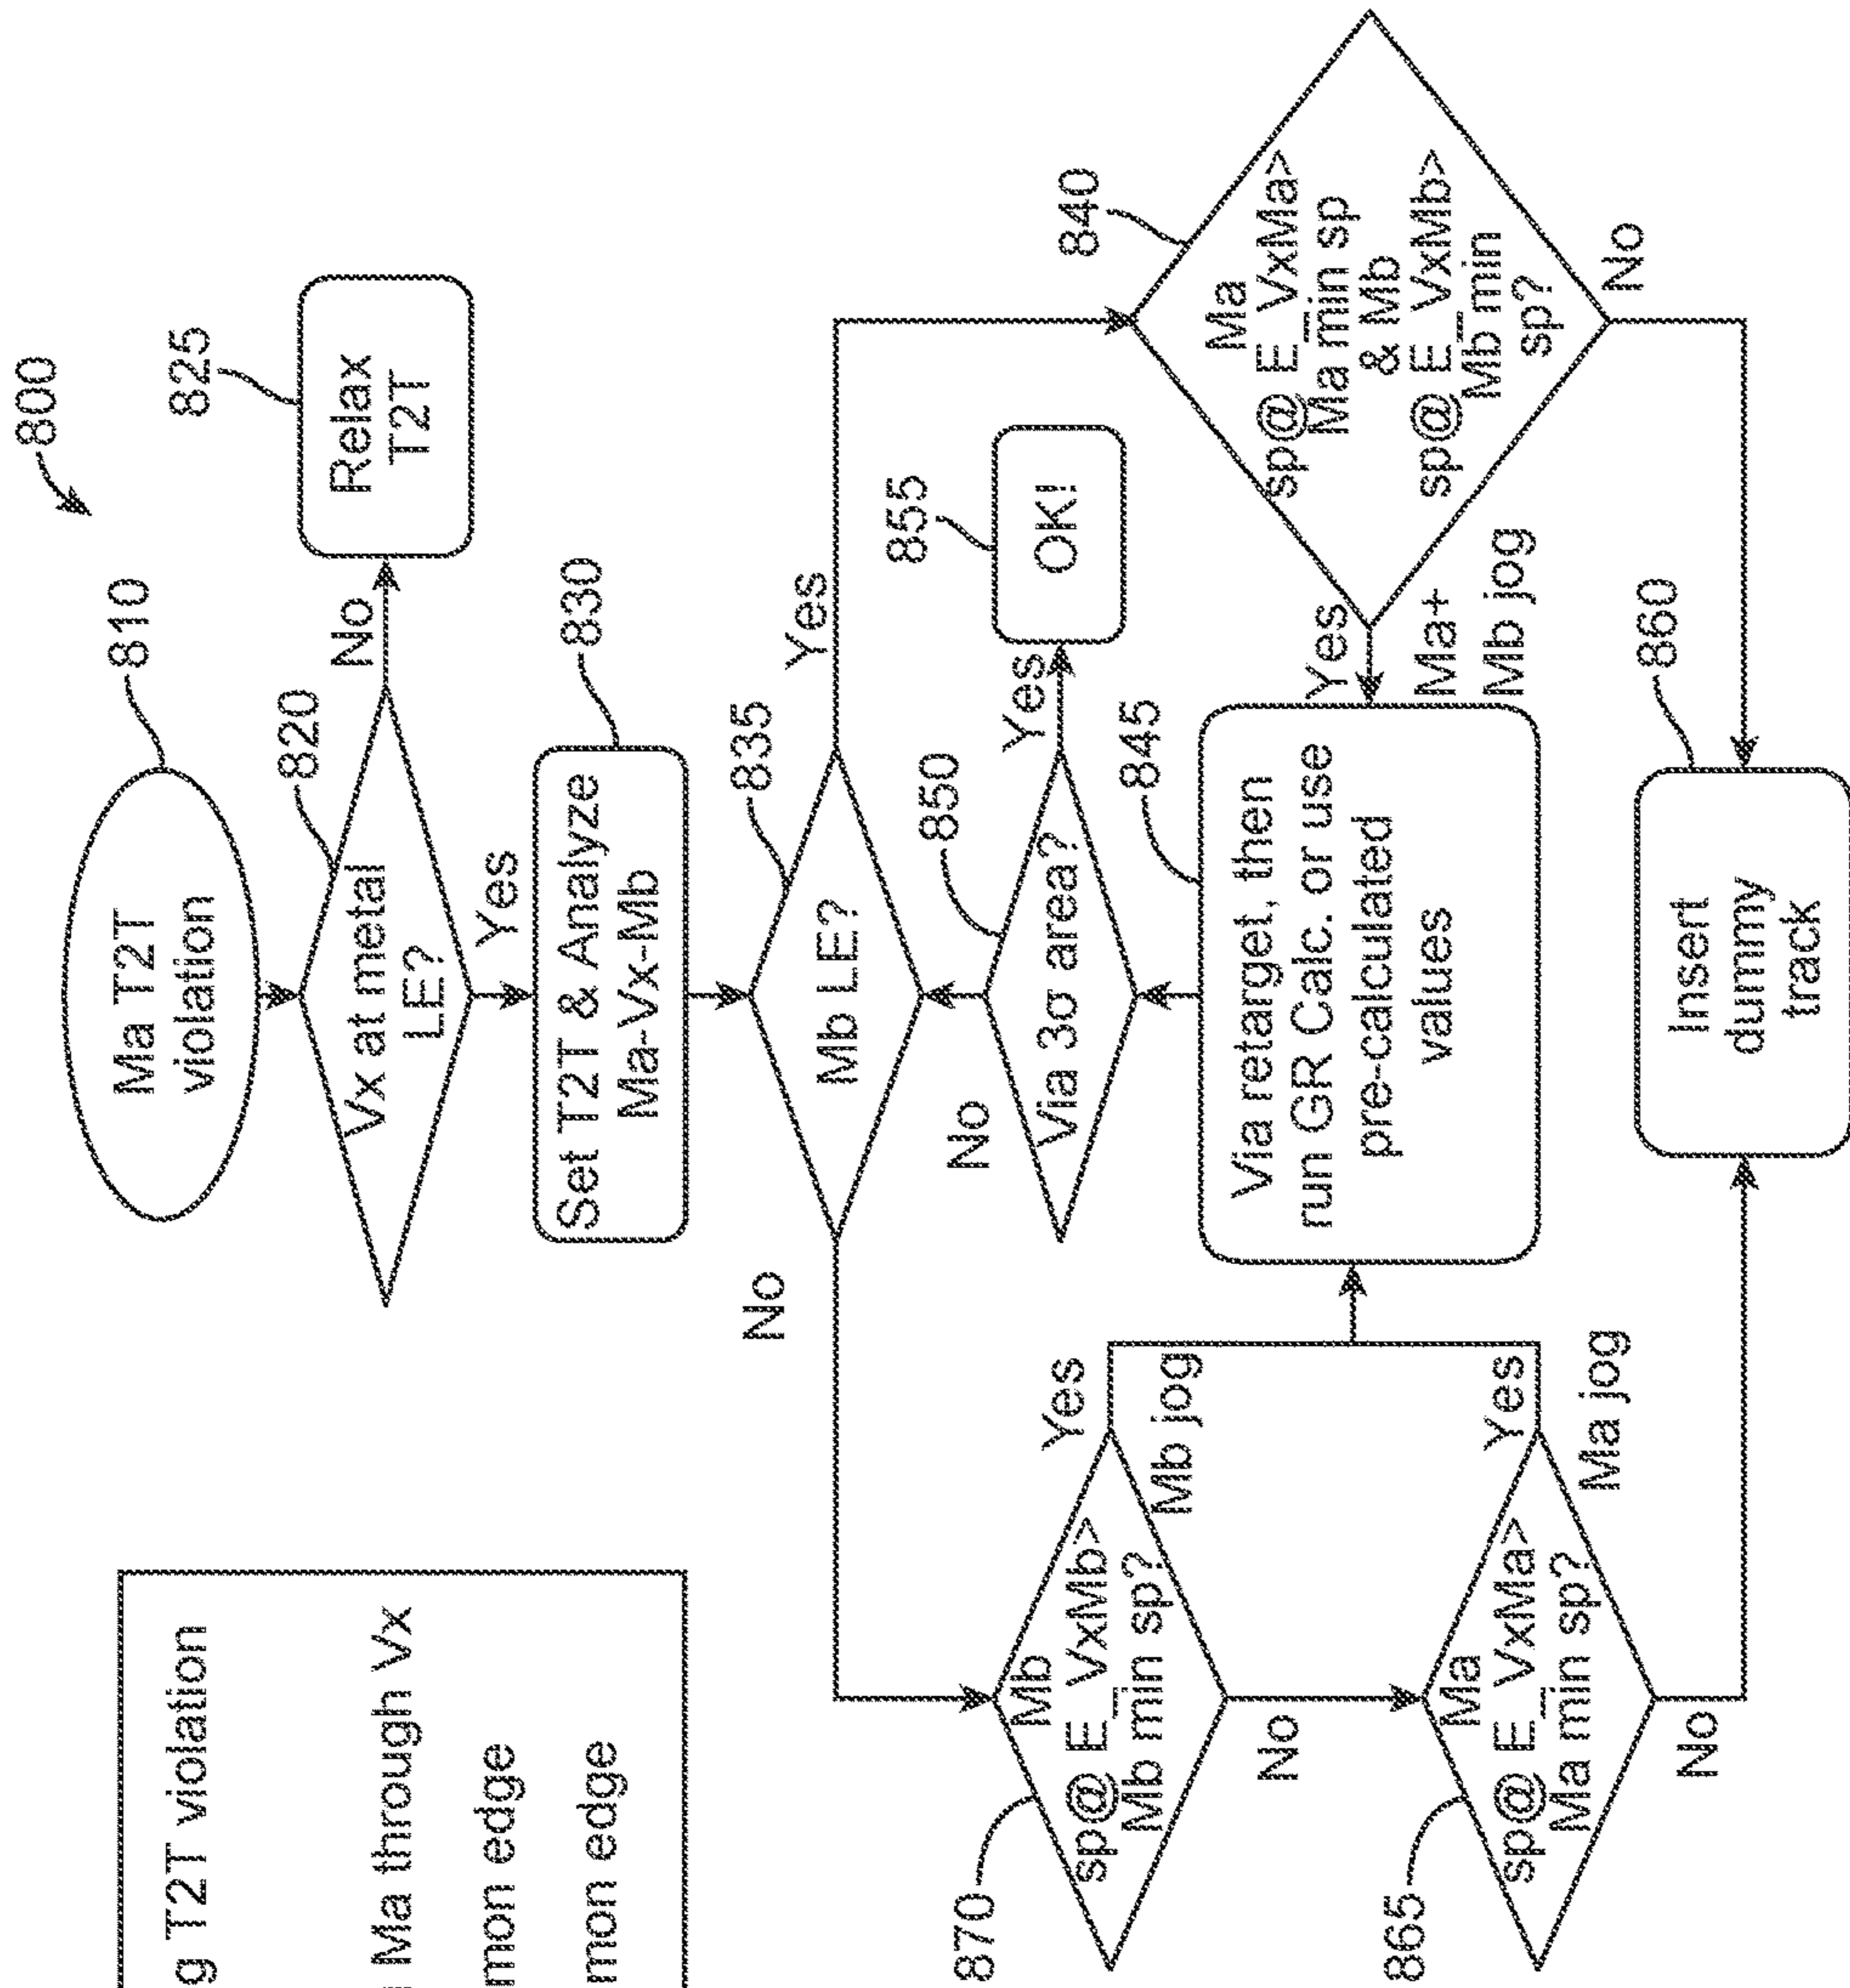 800
Ma T2T
violation
810
Vx at metal
LE?
820
No
Relax
T2T
825
Yes
Set T2T & Analyze
Ma-Vx-Mb
830
Mb LE?
835
Yes
No
Ma
sp@ E_VxMa>
Ma min sp
& Mb
sp@ E_VxMb>
Mb min
sp?
840
Yes
Ma+
Mb jog
No
Via 3σ area?
850
No
Yes
OK!
855
Via retarget, then
run GR Calc. or use
pre-calculated
values
845
Mb
sp@ E_VxMb>
Mb min sp?
870
Yes
Mb jog
No
Ma
sp@ E_VxMa>
Ma min sp?
865
Yes
Ma jog
No
Insert
dummy
track
860
g T2T violation
Ma through Vx
mon edge
mon edge